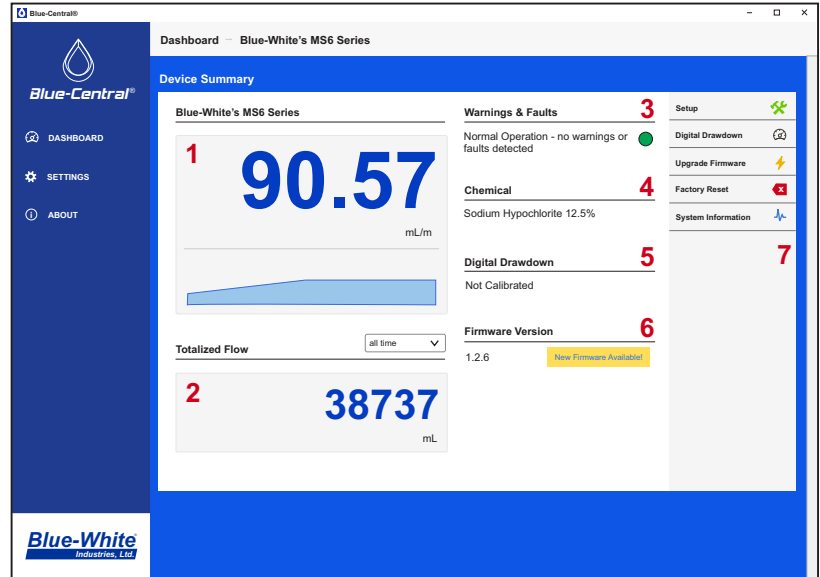 Blue-Central®
Dashboard — Blue-White's MS6 Series
Blue-Central®
DASHBOARD
SETTINGS
ABOUT
Blue-White
Industries, Ltd.
Device Summary
Blue-White's MS6 Series
1
90.57
mL/m
Totalized Flow
all time
2
38737
mL
Warnings & Faults
3
Normal Operation - no warnings or
faults detected
Chemical
4
Sodium Hypochlorite 12.5%
Digital Drawdown
5
Not Calibrated
Firmware Version
6
1.2.6
New Firmware Available!
Setup
Digital Drawdown
Upgrade Firmware
Factory Reset
x
System Information
7